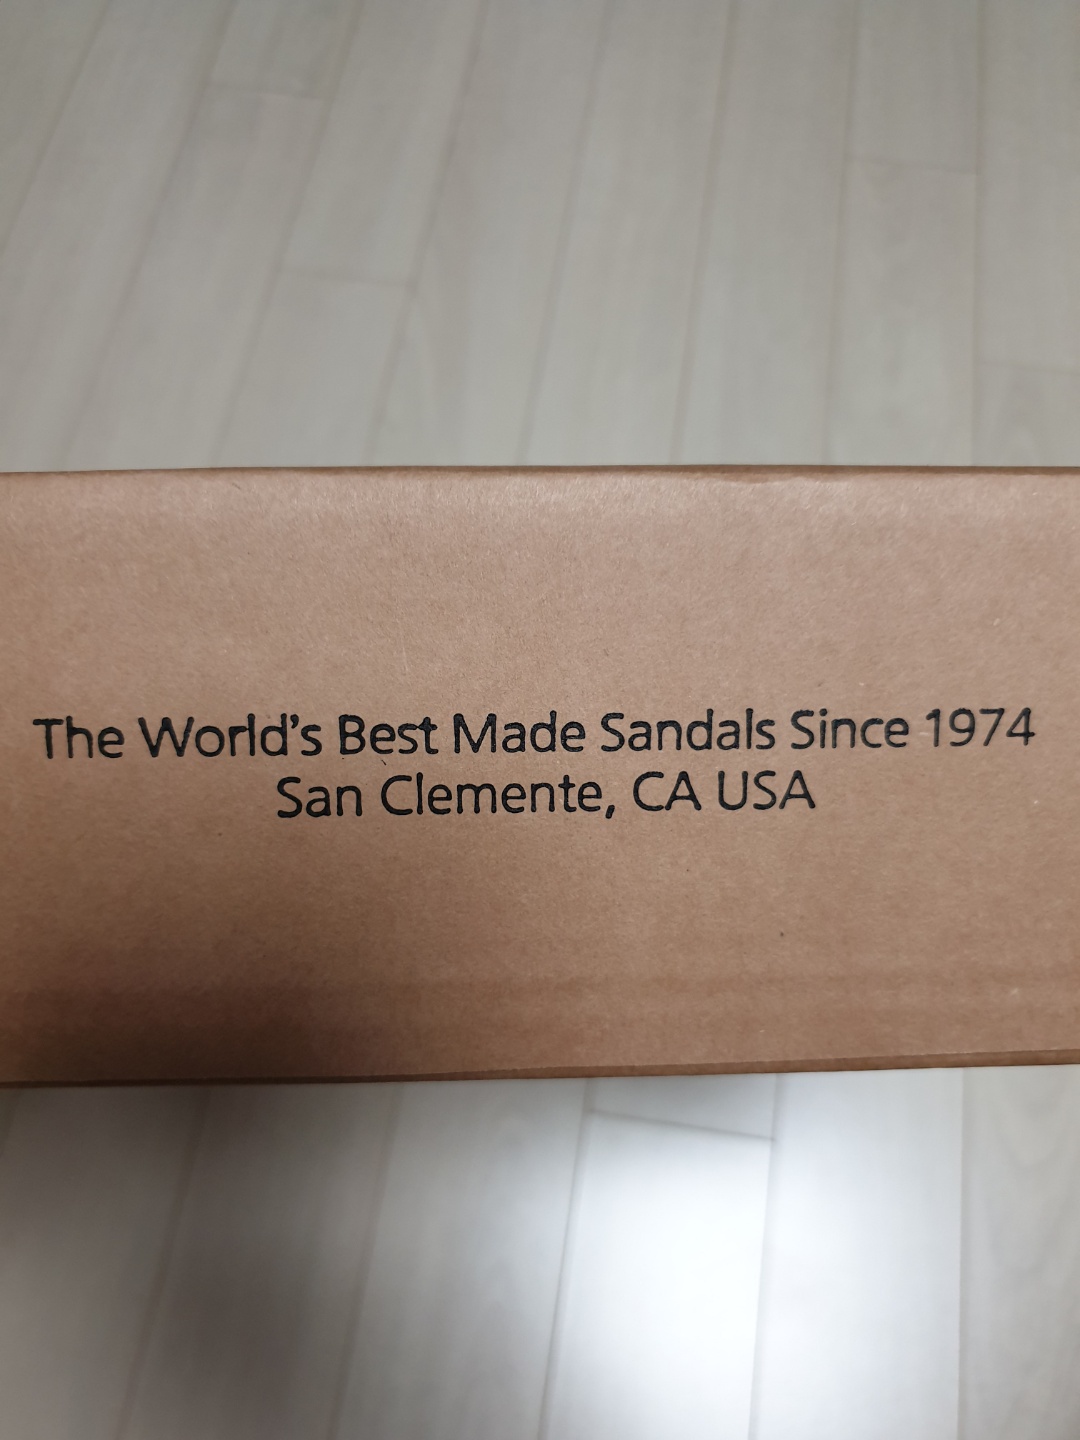 The World's Best Made Sandals Since 1974
San Clemente, CA USA